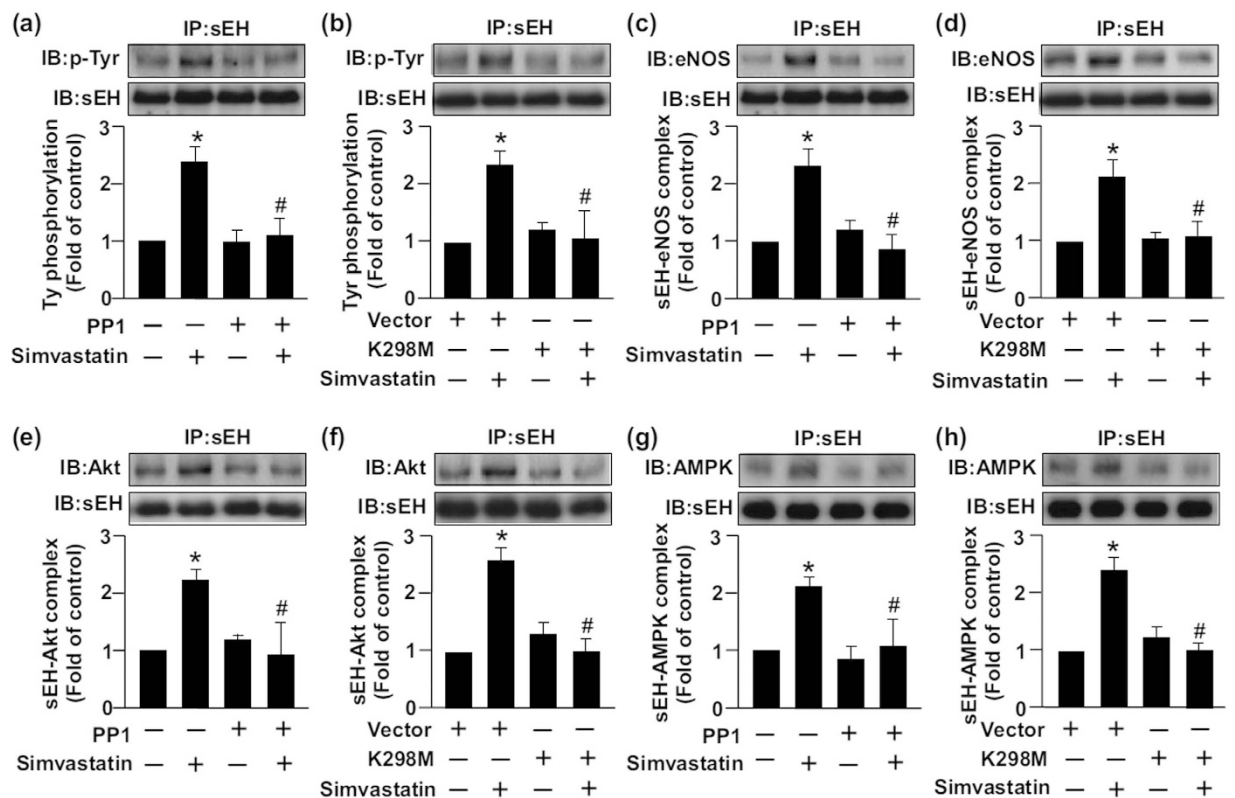 (a)
IP:sEH
IB:p-Tyr
IB:sEH
Ty phosphorylation
(Fold of control)
3
2
1
0
*
#
PP1 – – + +
Simvastatin – + – +
(b)
IP:sEH
IB:p-Tyr
IB:sEH
Tyr phosphorylation
(Fold of control)
3
2
1
0
*
#
Vector + + – –
K298M – – + +
Simvastatin – + – +
(c)
IP:sEH
IB:eNOS
IB:sEH
sEH-eNOS complex
(Fold of control)
3
2
1
0
*
#
PP1 – – + +
Simvastatin – + – +
(d)
IP:sEH
IB:eNOS
IB:sEH
sEH-eNOS complex
(Fold of control)
3
2
1
0
*
#
Vector + + – –
K298M – – + +
Simvastatin – + – +
(e)
IP:sEH
IB:Akt
IB:sEH
sEH-Akt complex
(Fold of control)
3
2
1
0
*
#
PP1 – – + +
Simvastatin – + – +
(f)
IP:sEH
IB:Akt
IB:sEH
sEH-Akt complex
(Fold of control)
3
2
1
0
*
#
Vector + + – –
K298M – – + +
Simvastatin – + – +
(g)
IP:sEH
IB:AMPK
IB:sEH
sEH-AMPK complex
(Fold of control)
3
2
1
0
*
#
PP1 – – + +
Simvastatin – + – +
(h)
IP:sEH
IB:AMPK
IB:sEH
sEH-AMPK complex
(Fold of control)
3
2
1
0
*
#
Vector + + – –
K298M – – + +
Simvastatin – + – +